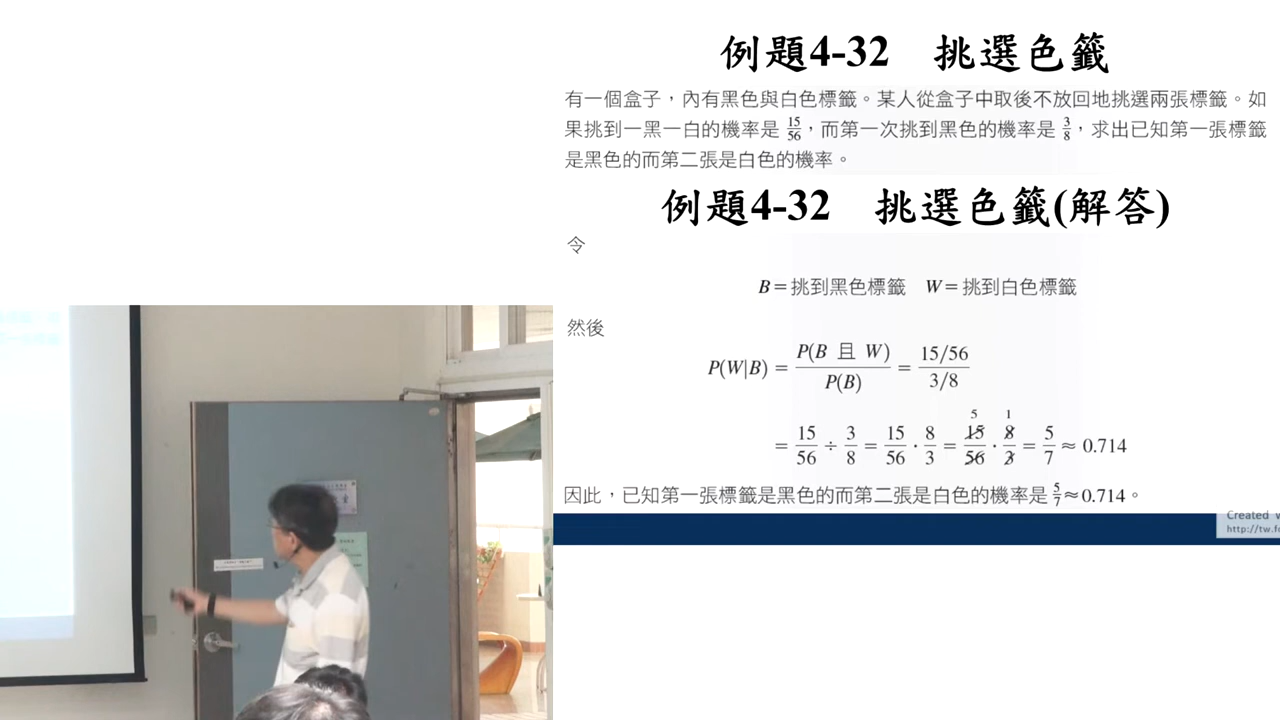 例題4-32 挑選色籤
有一個盒子，內有黑色與白色標籤。某人從盒子中取後不放回地挑選兩張標籤。如
果挑到一黑一白的機率是 15/56，而第一次挑到黑色的機率是 3/8，求出已知第一張標籤
是黑色的而第二張是白色的機率。
例題4-32 挑選色籤(解答)
令
B＝挑到黑色標籤 W＝挑到白色標籤
然後
P(W|B) = P(B 且 W)/P(B) = (15/56)/(3/8)
= 15/56 ÷ 3/8 = 15/56 · 8/3 = 15/56 · 8/3 = 5/7 ≈ 0.714
因此，已知第一張標籤是黑色的而第二張是白色的機率是 5/7≈0.714。
Created
http://tw.fo